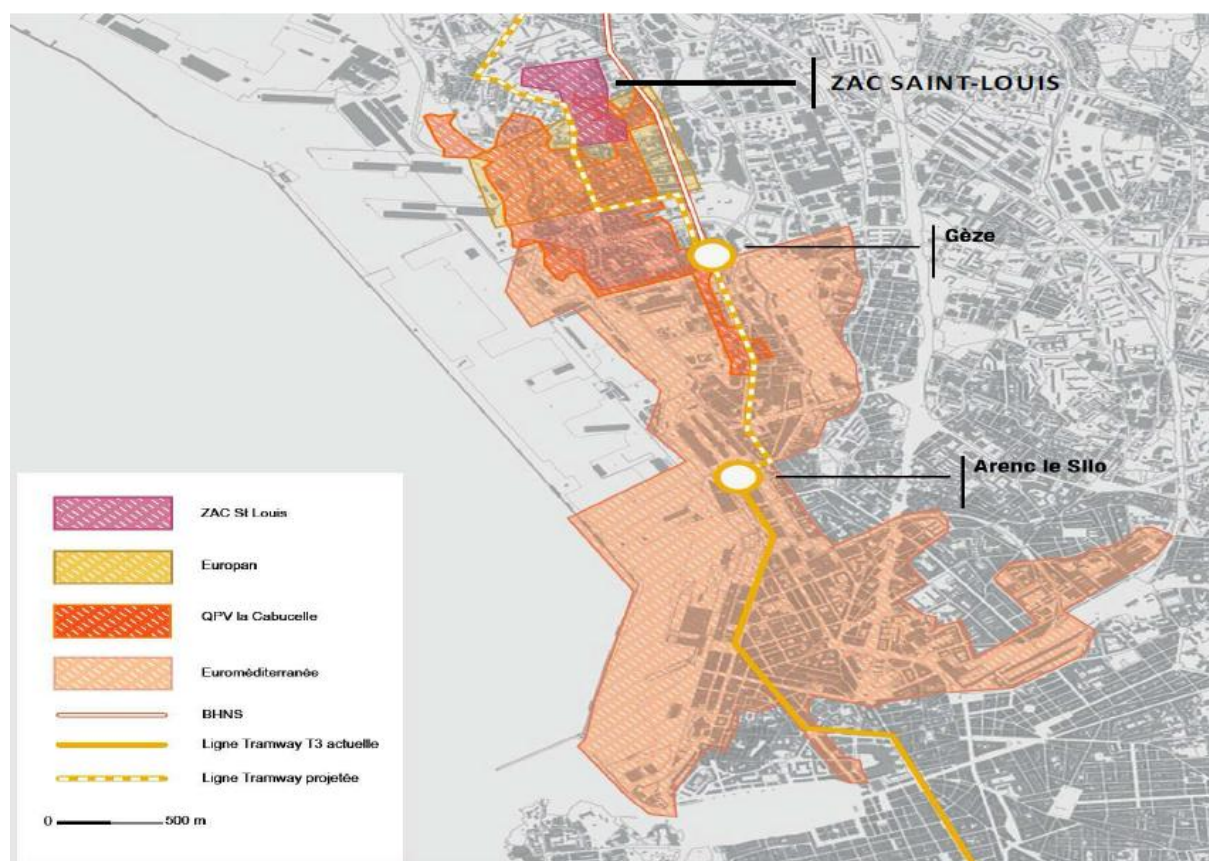 ZAC SAINT-LOUIS
Gèze
Arenc le Silo
ZAC St Louis
Europan
QPV la Cabucelle
Euroméditerranée
BHNS
Ligne Tramway T3 actuellle
Ligne Tramway projetée
0 500 m